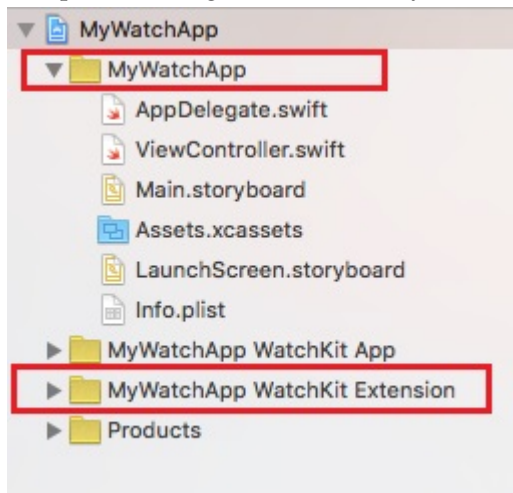 MyWatchApp
MyWatchApp
AppDelegate.swift
ViewController.swift
Main.storyboard
Assets.xcassets
LaunchScreen.storyboard
Info.plist
MyWatchApp WatchKit App
MyWatchApp WatchKit Extension
Products